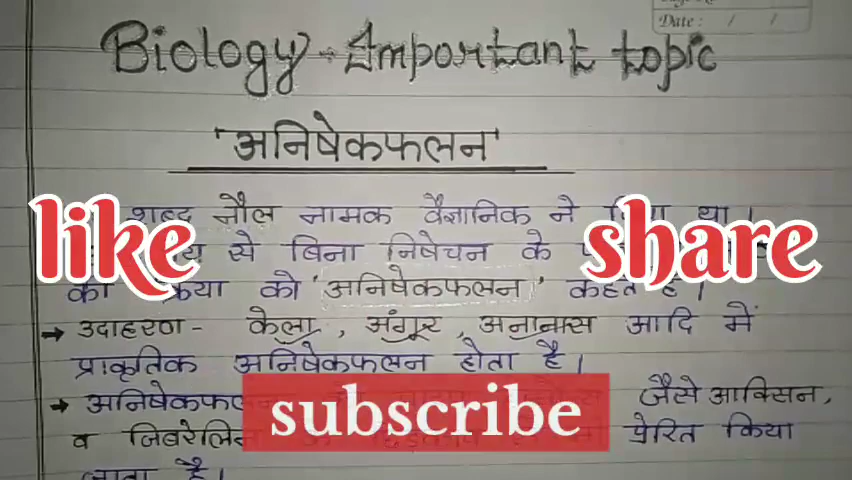 Date : / /
Biology - Important topic
'अनिषेकफलन'
शब्द नौल नामक वैज्ञानिक ने था ।
से बिना निषेचन के
को क्रिया को 'अनिषेकफलन' कहते हैं ।
→ उदाहरण - केला, अंगूर, अनानास आदि में
प्राकृतिक अनिषेकफलन होता है ।
→ अनिषेकफलन जैसे आक्सिन,
व जिबरेलिन प्रेरित किया
जाता है ।
like
share
subscribe